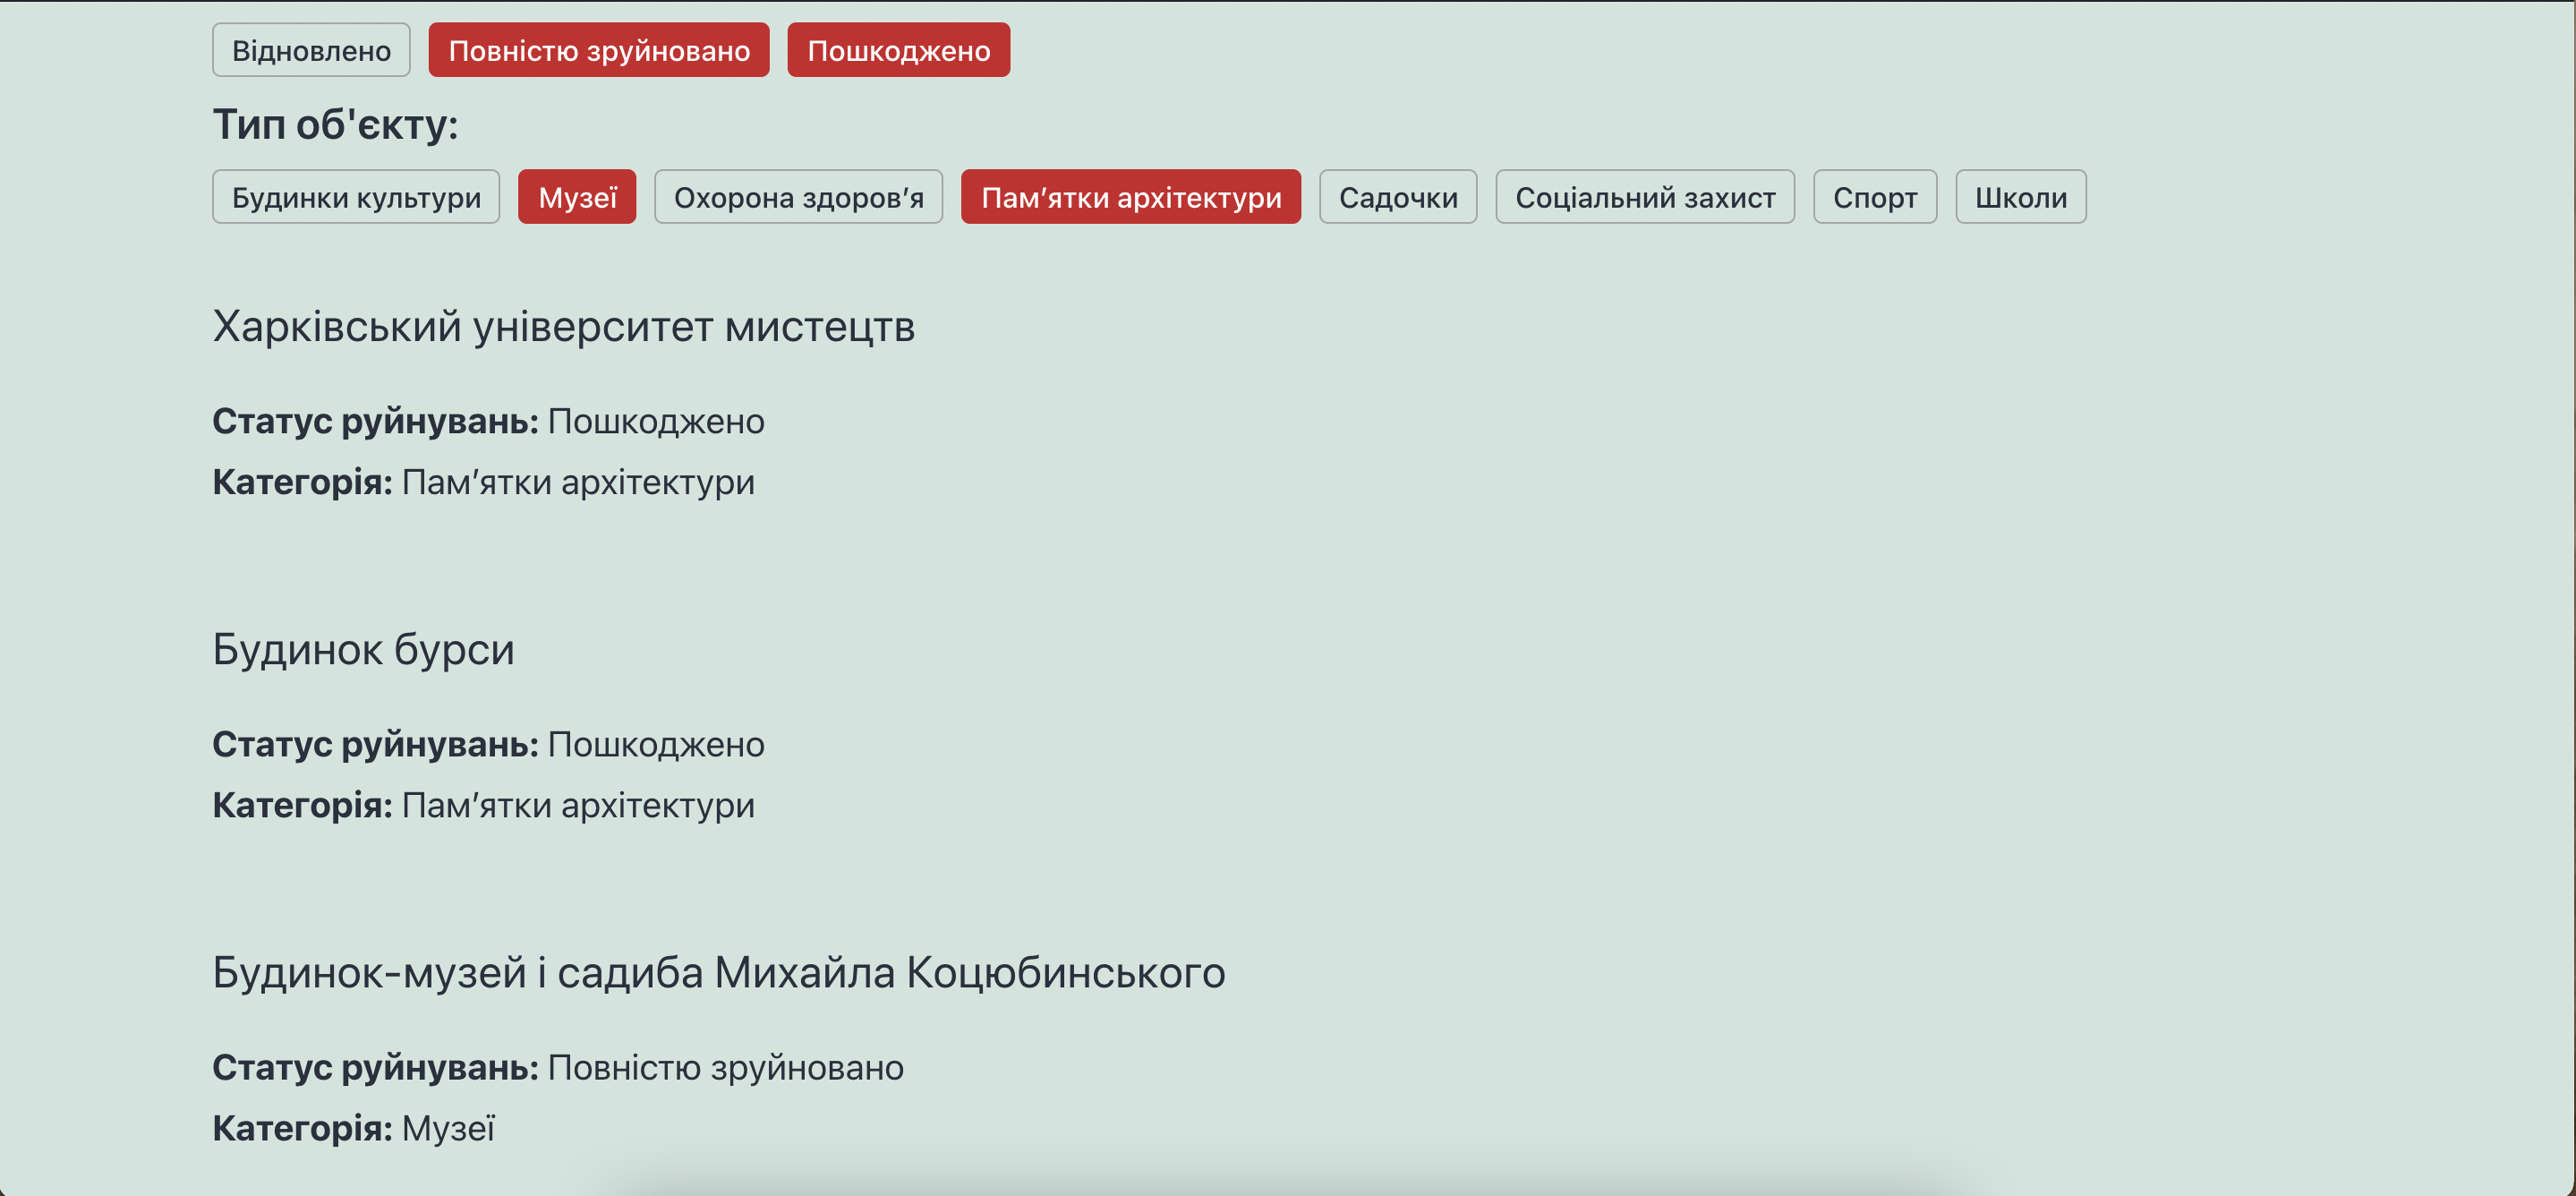 Відновлено Повністю зруйновано Пошкоджено
Тип об'єкту:
Будинки культури Музеї Охорона здоров’я Пам’ятки архітектури Садочки Соціальний захист Спорт Школи
Харківський університет мистецтв
Статус руйнувань: Пошкоджено
Категорія: Пам’ятки архітектури
Будинок бурси
Статус руйнувань: Пошкоджено
Категорія: Пам’ятки архітектури
Будинок-музей і садиба Михайла Коцюбинського
Статус руйнувань: Повністю зруйновано
Категорія: Музеї